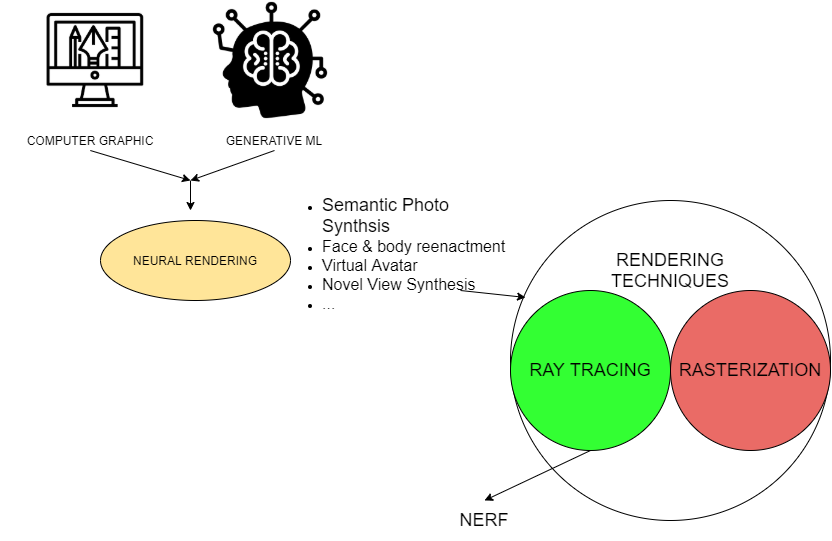 COMPUTER GRAPHIC
GENERATIVE ML
NEURAL RENDERING
• Semantic Photo
Synthsis
• Face & body reenactment
• Virtual Avatar
• Novel View Synthesis
• ...
RENDERING
TECHNIQUES
RAY TRACING
RASTERIZATION
NERF